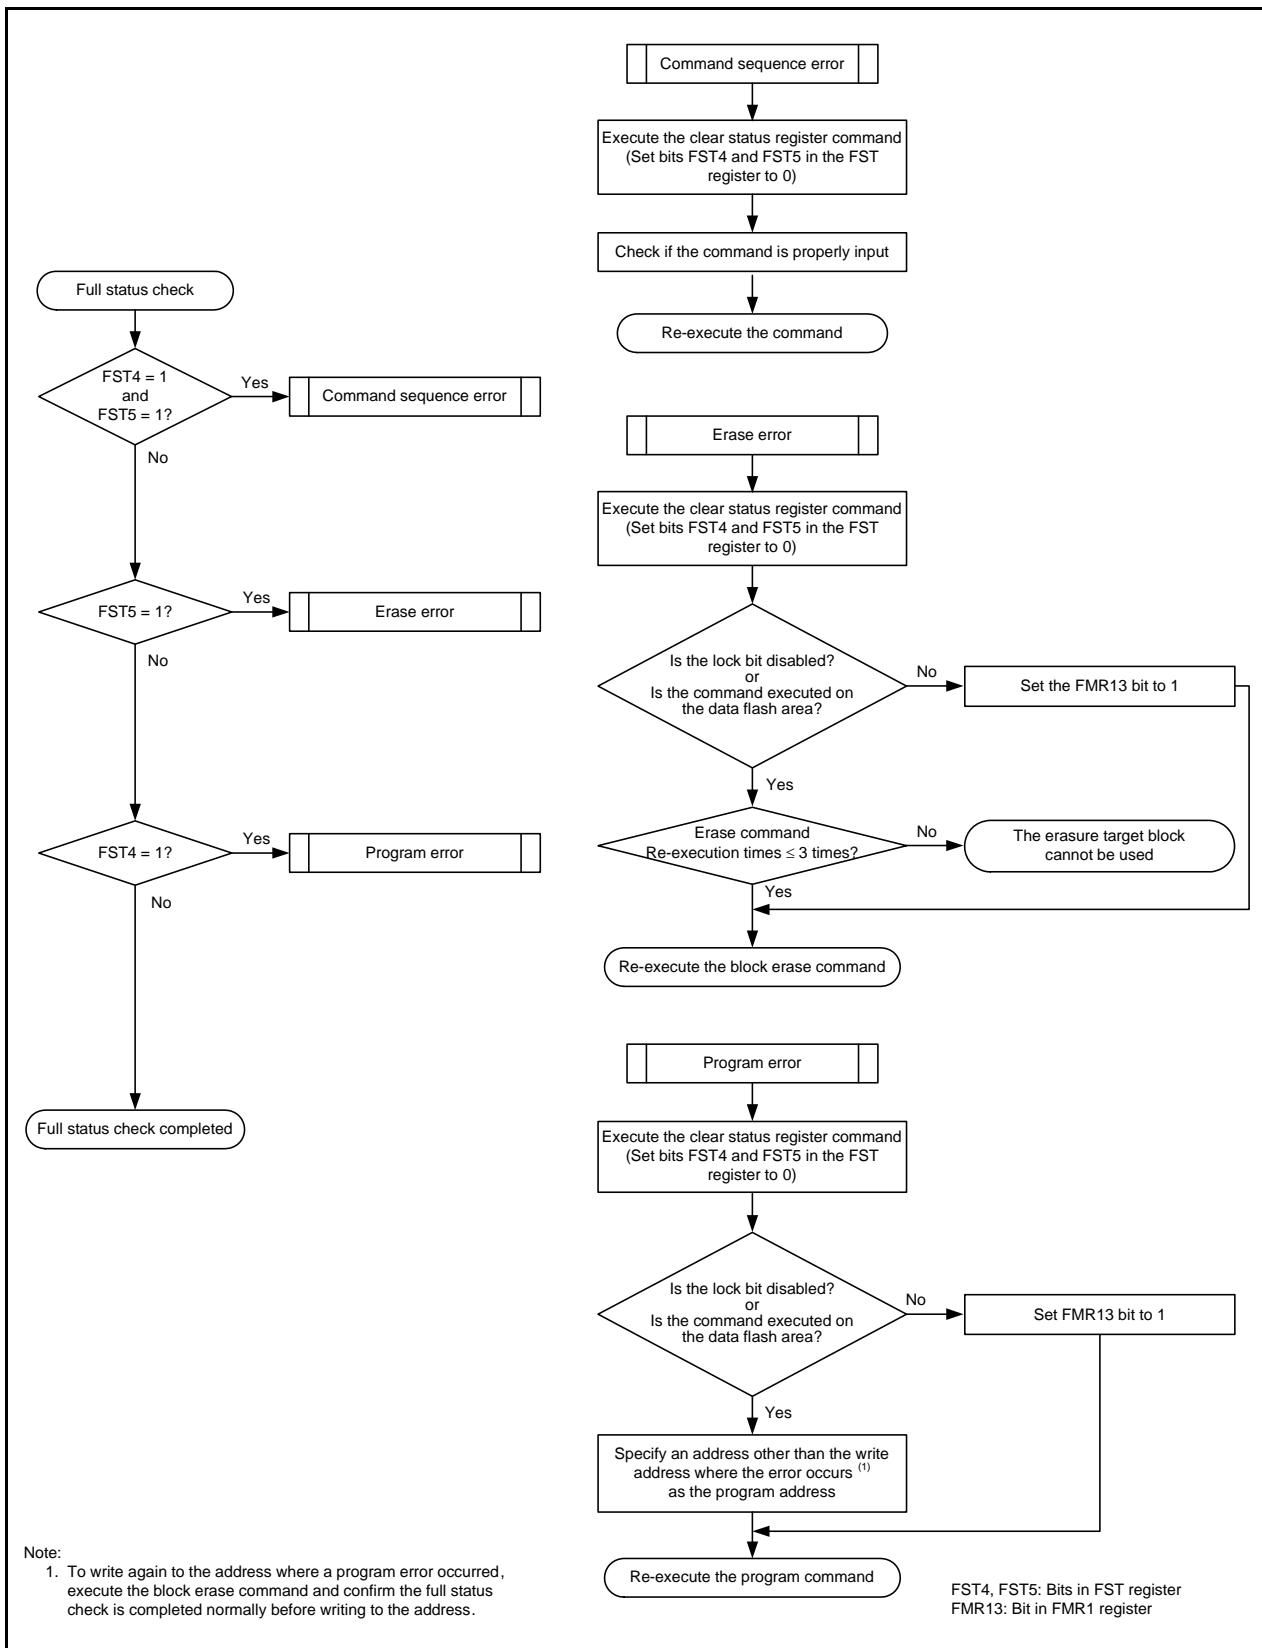 Full status check
FST4 = 1
and
FST5 = 1?
Yes
Command sequence error
No
FST5 = 1?
Yes
Erase error
No
FST4 = 1?
Yes
Program error
No
Full status check completed
Command sequence error
Execute the clear status register command
(Set bits FST4 and FST5 in the FST
register to 0)
Check if the command is properly input
Re-execute the command
Erase error
Execute the clear status register command
(Set bits FST4 and FST5 in the FST
register to 0)
Is the lock bit disabled?
or
Is the command executed on
the data flash area?
No
Set the FMR13 bit to 1
Yes
Erase command
Re-execution times ≤ 3 times?
No
The erasure target block
cannot be used
Yes
Re-execute the block erase command
Program error
Execute the clear status register command
(Set bits FST4 and FST5 in the FST
register to 0)
Is the lock bit disabled?
or
Is the command executed on
the data flash area?
No
Set FMR13 bit to 1
Yes
Specify an address other than the write
address where the error occurs (1)
as the program address
Re-execute the program command
Note:
1. To write again to the address where a program error occurred,
execute the block erase command and confirm the full status
check is completed normally before writing to the address.
FST4, FST5: Bits in FST register
FMR13: Bit in FMR1 register